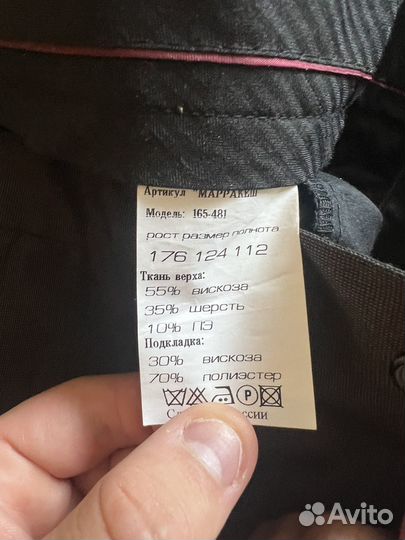 Артикул "МАРРАКЕШ
Модель: 165-481
рост размер полнота
176 124 112
Ткань верха:
55% вискоза
35% шерсть
10% ПЭ
Подкладка:
30% вискоза
70% полиэстер
P
Avito